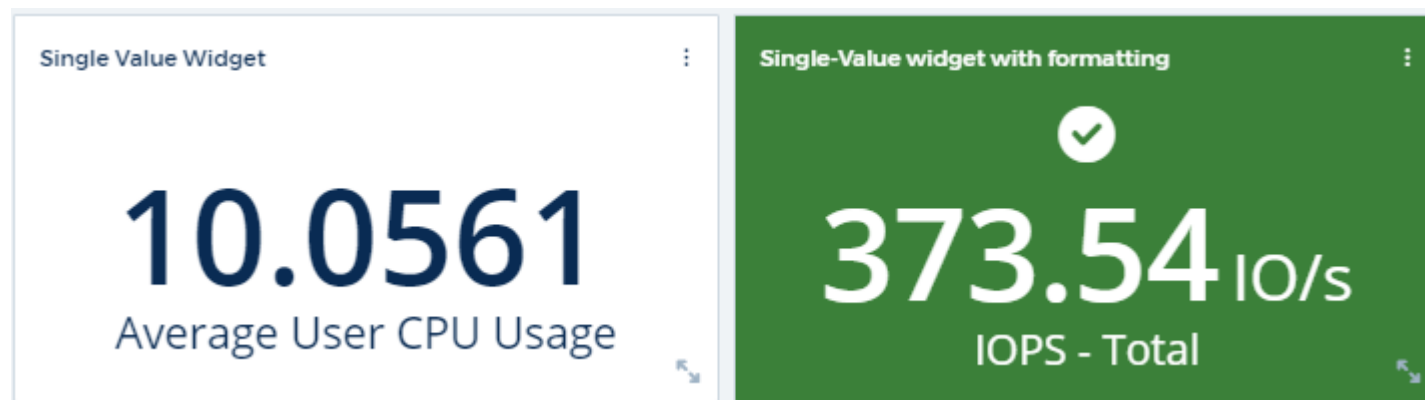 Single Value Widget
10.0561
Average User CPU Usage
Single-Value widget with formatting
373.54 IO/s
IOPS - Total